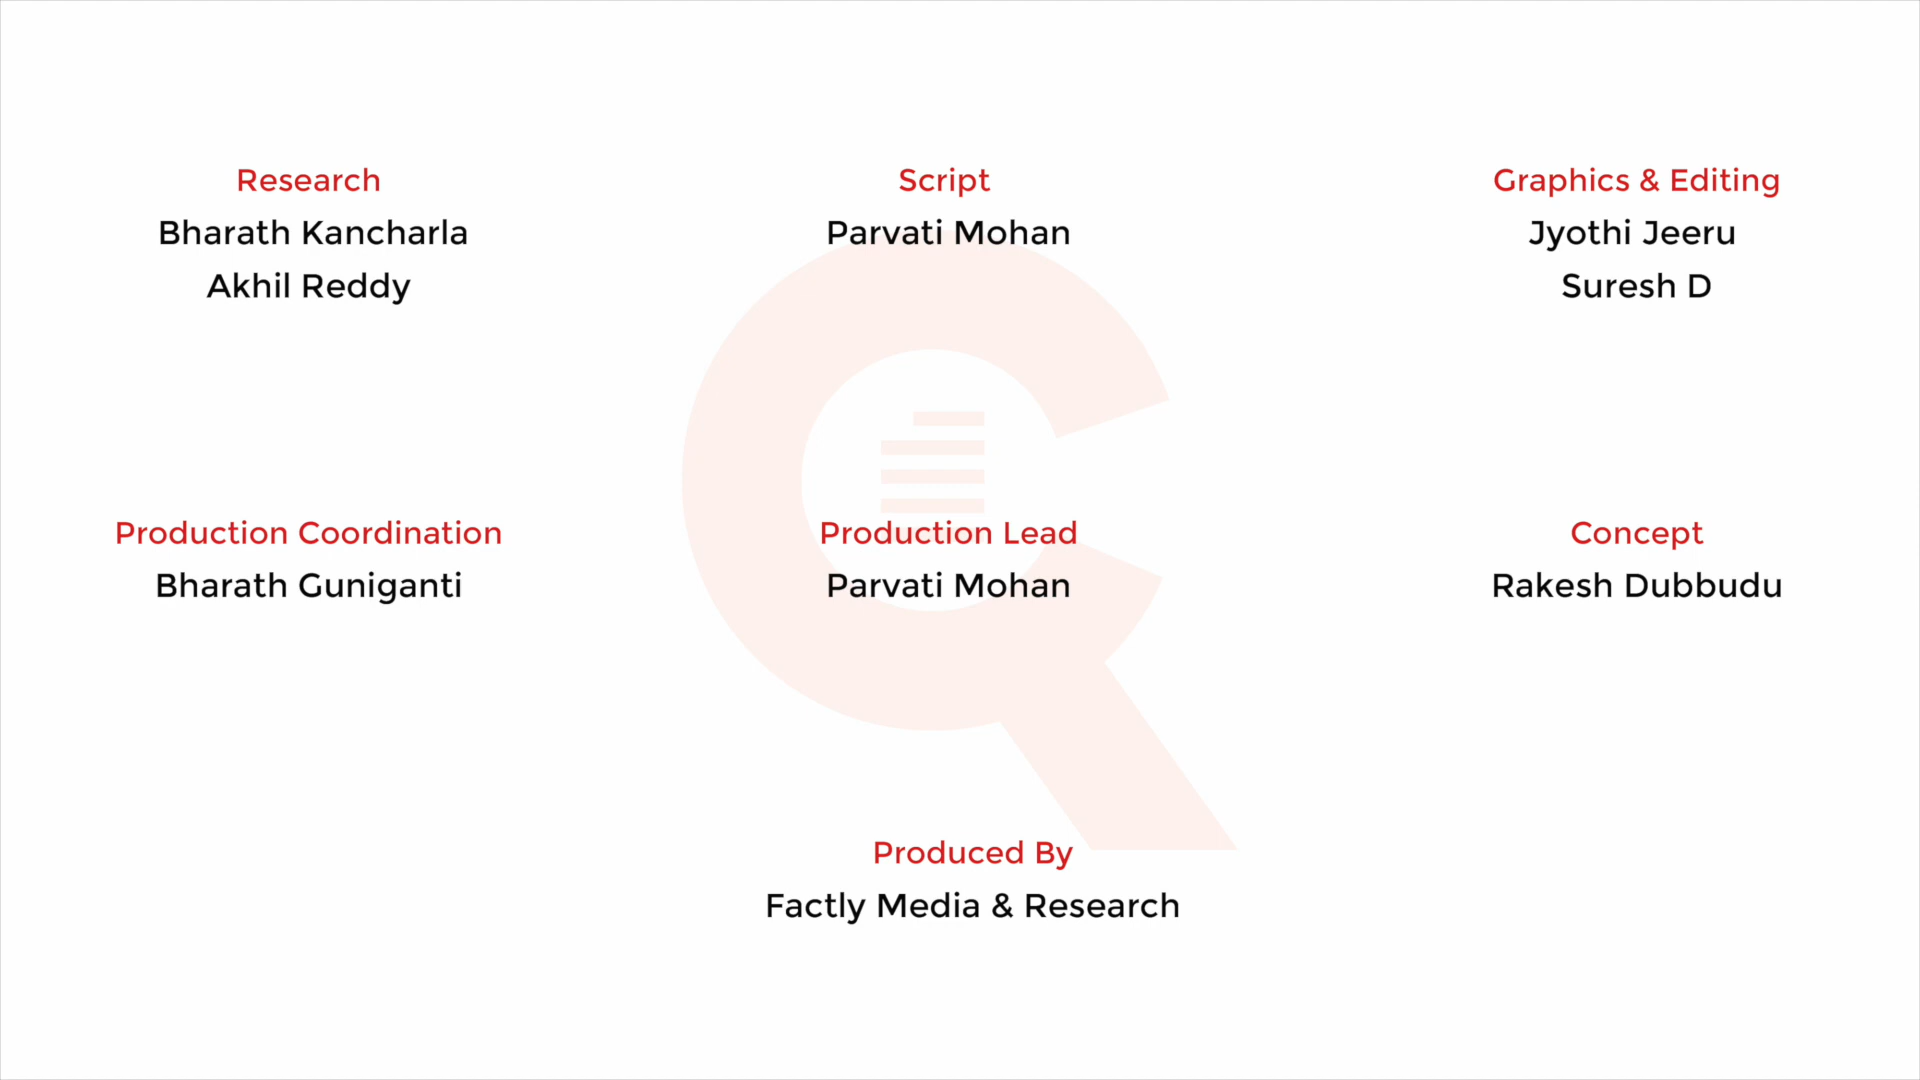 Research
Bharath Kancharla
Akhil Reddy
Script
Parvati Mohan
Graphics & Editing
Jyothi Jeeru
Suresh D
Production Coordination
Bharath Guniganti
Production Lead
Parvati Mohan
Concept
Rakesh Dubbudu
Produced By
Factly Media & Research